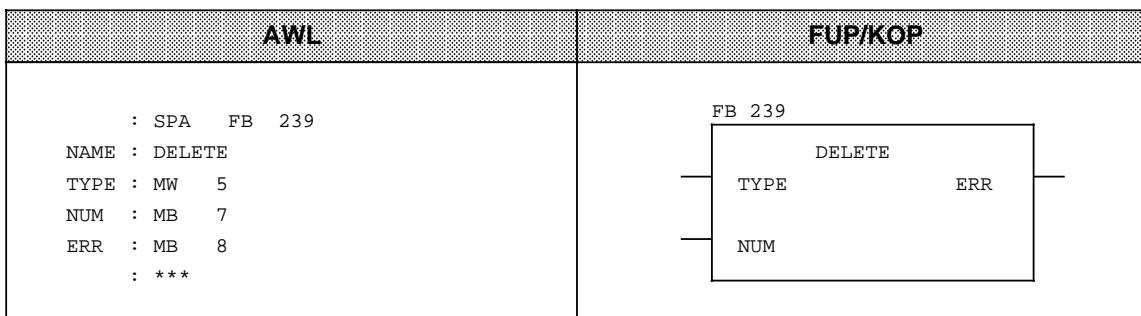 AWL
FUP/KOP
: SPA FB 239
NAME : DELETE
TYPE : MW 5
NUM : MB 7
ERR : MB 8
: ***
FB 239
DELETE
TYPE ERR
NUM